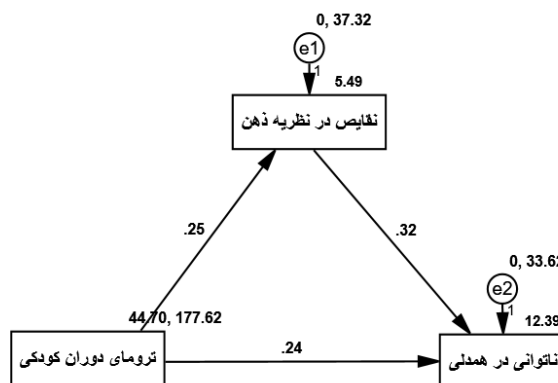 0, 37.32
e1
1
5.49
نقایص در نظریه ذهن
.25
.32
0, 33.62
e2
1
44.70, 177.62
12.39
ترومای دوران کودکی
.24
ناتوانی در همدلی